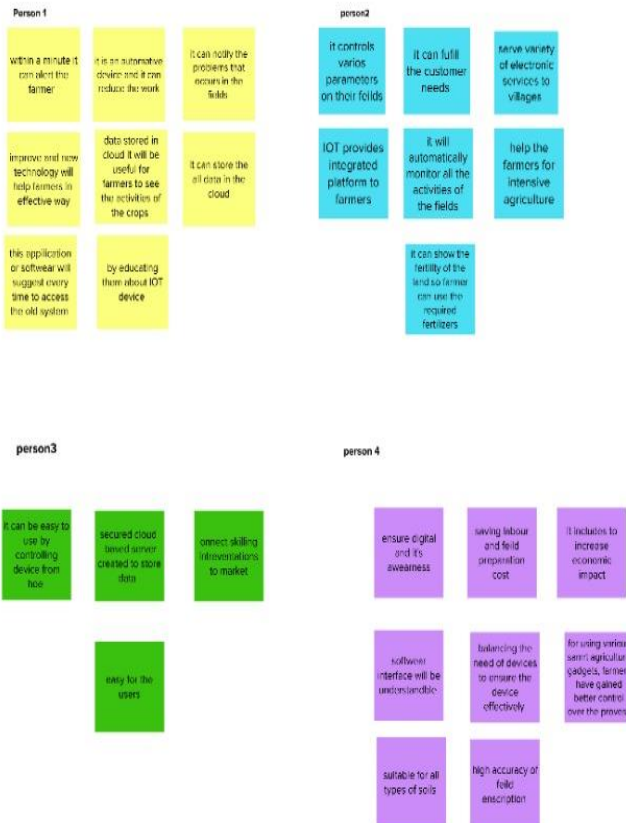 Person 1
within a minute it
can alert the
farmer
it is an automative
device and it can
reduce the work
It can notify the
problems that
occurs in the
fields
improve and new
technology will
help farmers in
effective way
data stored in
cloud it will be
useful for
farmers to see
the activities of
the crops
It can store the
all data in the
cloud
this application
or softwear will
suggest every
time to access
the old system
by educating
them about IOT
device
person2
it controls
varios
parameters
on their feilds
it can fufill
the customer
needs
serve variety
of electronic
services to
villages
IOT provides
integrated
platform to
farmers
it will
automatically
monitor all the
activities of
the fields
help the
farmers for
intensive
agriculture
it can show the
fertility of the
land so farmer
can use the
required
fertilizers
person3
it can be easy to
use by
controlling
device from
hoe
secured cloud
based server
created to store
data
onnect skilling
intreventations
to market
easy for the
users
person 4
ensure digital
and it's
awearness
saving labour
and feild
preparation
cost
it includes to
increase
economic
impact
softwear
interface will be
understandble
balancing the
need of devices
to ensure the
device
effectively
for using variou
samrt agricultur
gadgets, farmer
have gained
better control
over the proves
suitable for all
types of soils
high accuracy of
feild
enscription